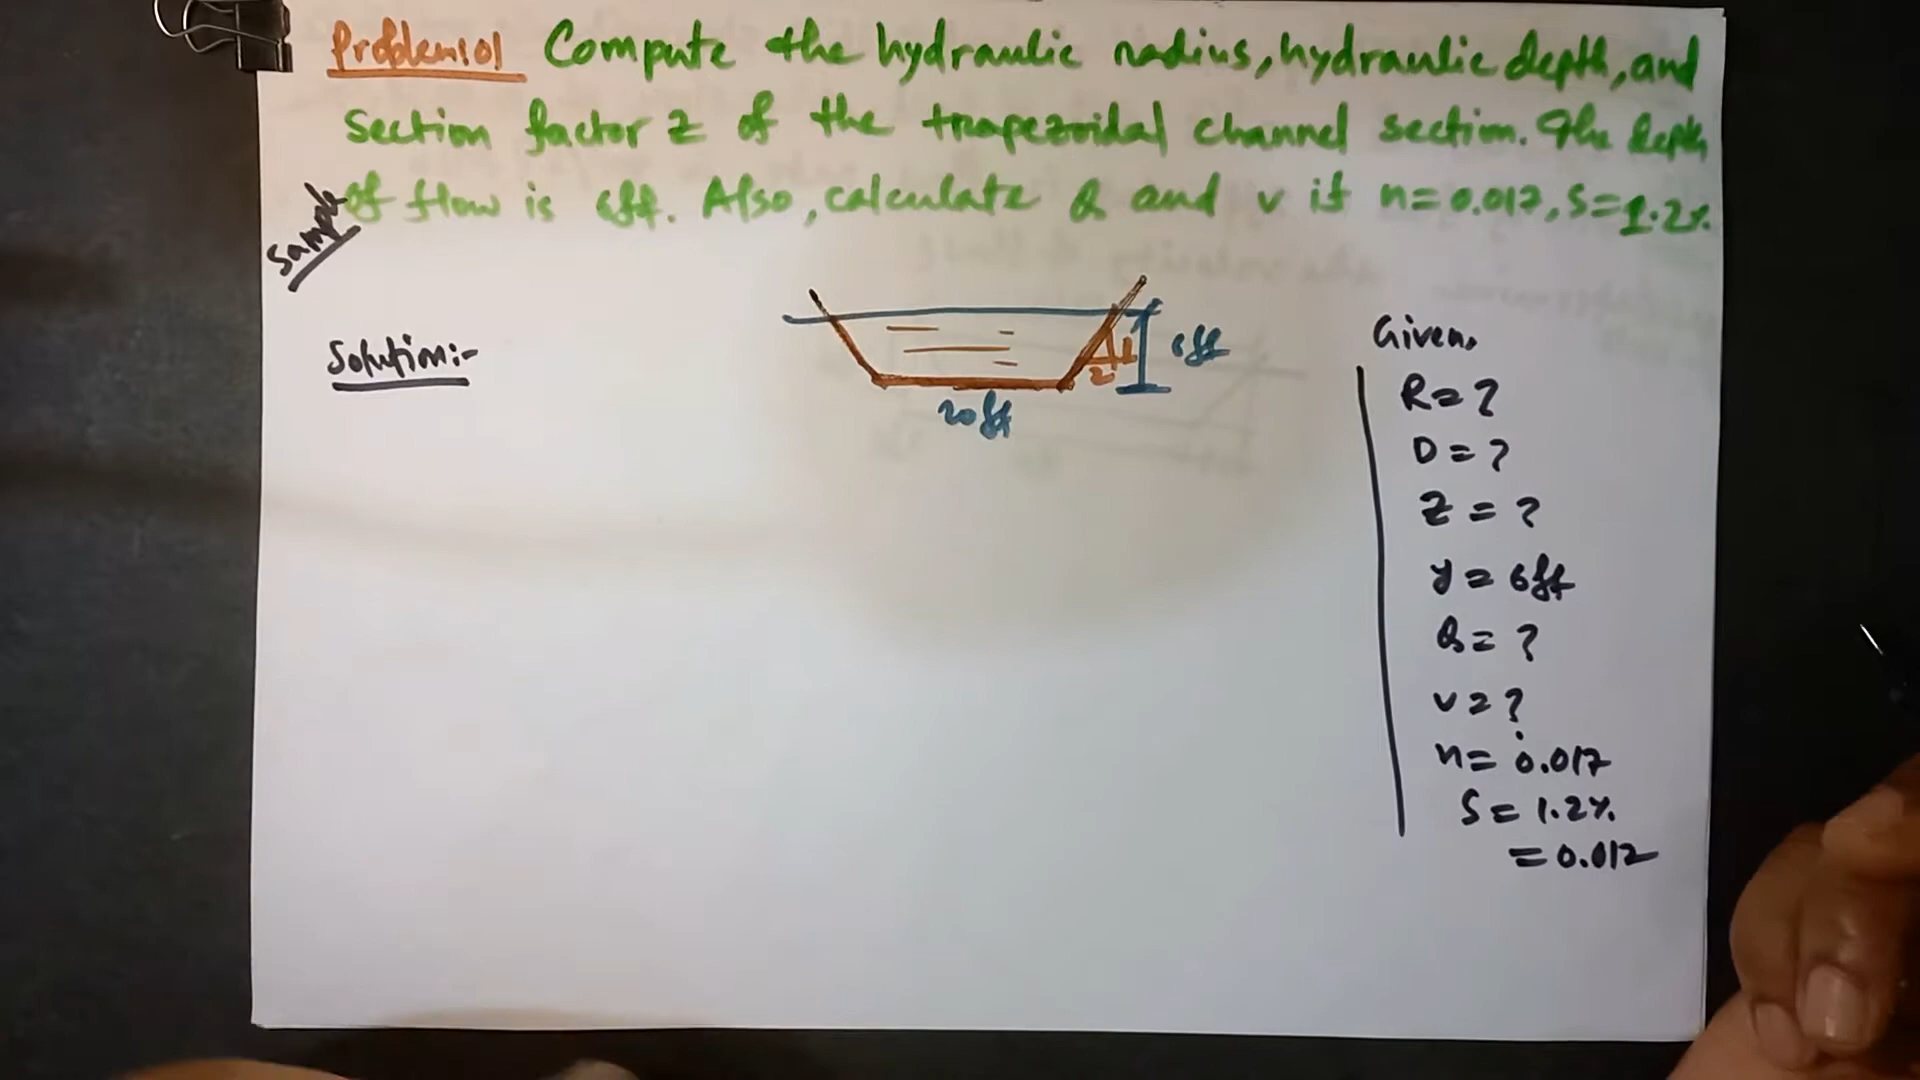 Problem:01 Compute the hydraulic radius, hydraulic depth, and
section factor Z of the trapezoidal channel section. The depth
of flow is 6ft. Also, calculate Q and v if n=0.017, S=1.2%.
Sample
Solution:-
1
2
6ft
20ft
Given,
R=?
D=?
Z=?
y=6ft
Q=?
v=?
n=0.017
S=1.2%
=0.012